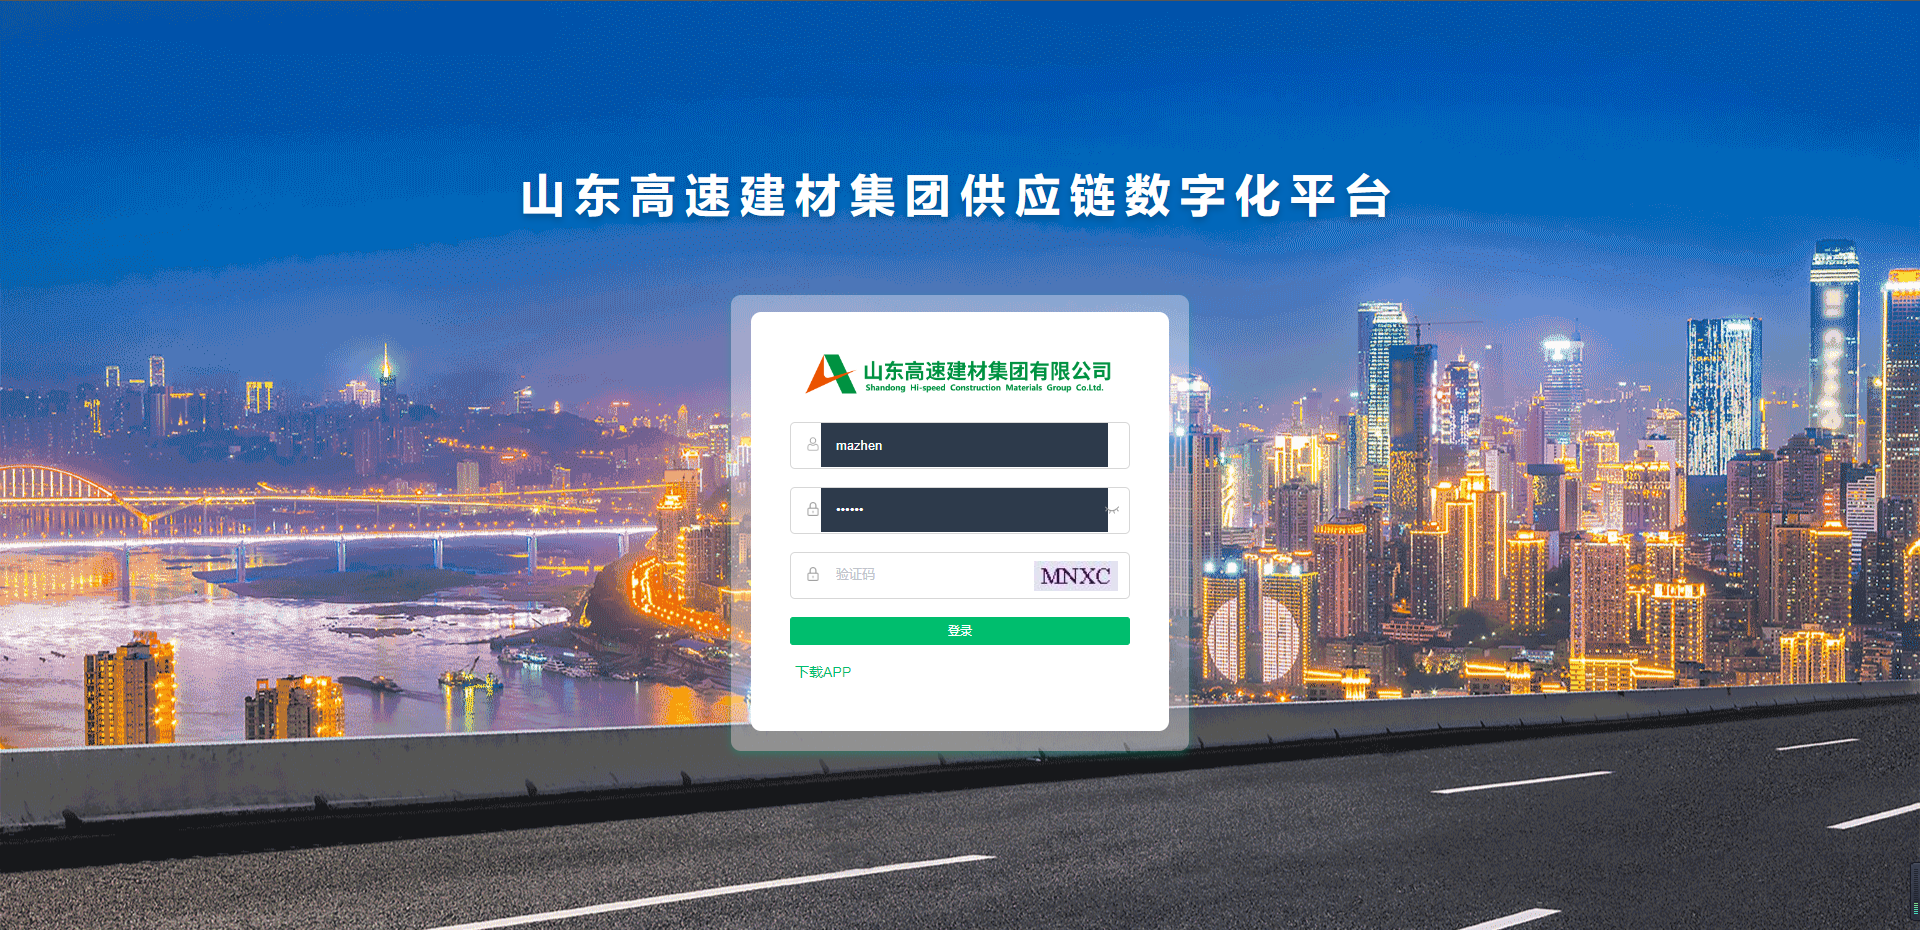 山东高速建材集团供应链数字化平台
山东高速建材集团有限公司
Shandong Hi-speed Construction Materials Group Co.Ltd.
mazhen
••••••
验证码
MNXC
登录
下载APP